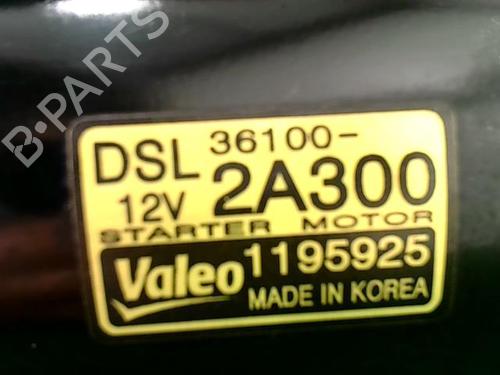 B-PARTS
DSL 36100-
12V 2A300
STARTER MOTOR
Valeo 1195925
MADE IN KOREA